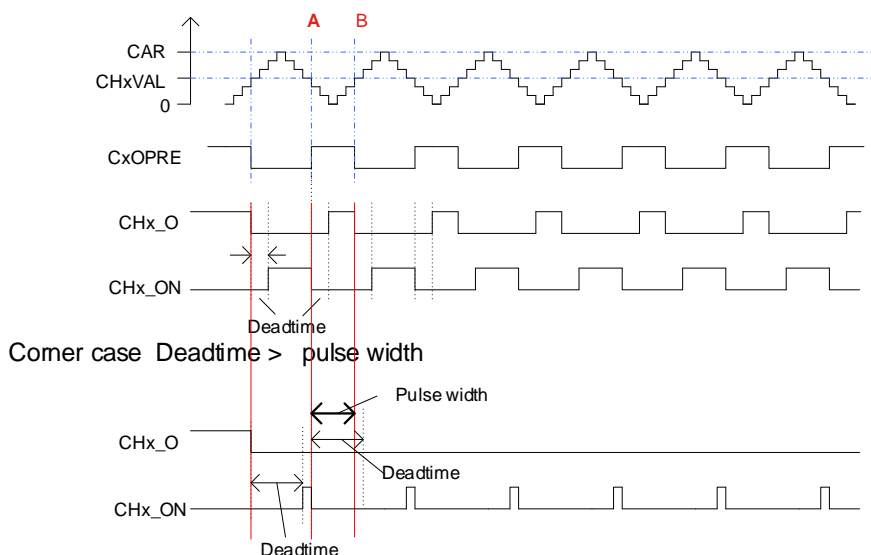 A B
CAR
CHxVAL
0
CxOPRE
CHx_O
CHx_ON
Deadtime
Corner case Deadtime > pulse width
Pulse width
CHx_O
Deadtime
CHx_ON
Deadtime